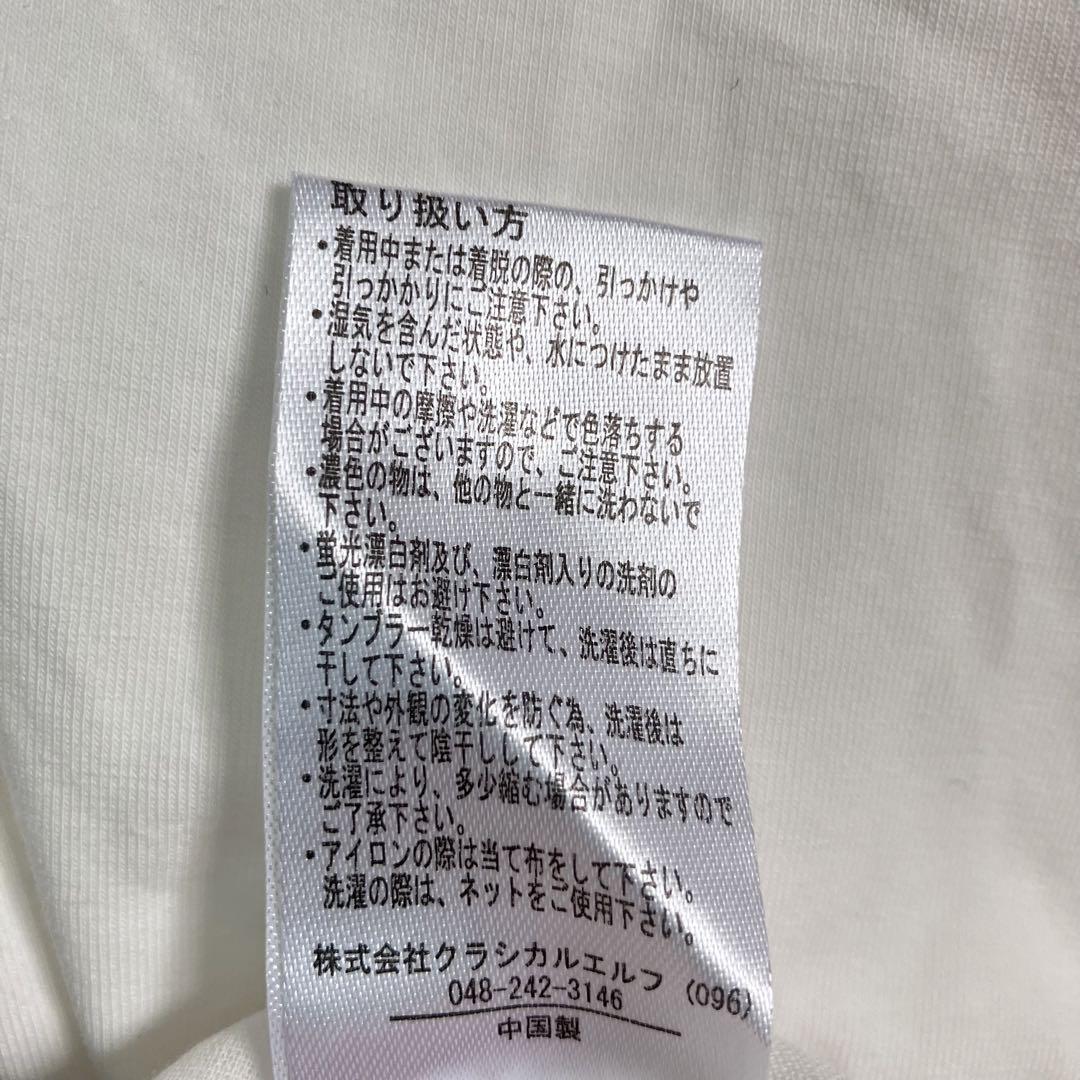 取り扱い方
・着用中または着脱の際の、引っかけや
引っかかりにご注意下さい。
・湿気を含んだ状態や、水につけたまま放置
しないで下さい。
・着用中の摩擦や洗濯などで色落ちする
場合がございますので、ご注意下さい。
・濃色の物は、他の物と一緒に洗わないで
下さい。
・蛍光漂白剤及び、漂白剤入りの洗剤の
ご使用はお避け下さい。
・タンブラー乾燥は避けて、洗濯後は直ちに
干して下さい。
・寸法や外観の変化を防ぐ為、洗濯後は
形を整えて陰干しして下さい。
・洗濯により、多少縮む場合がありますので
ご了承下さい。
・アイロンの際は当て布をして下さい。
洗濯の際は、ネットをご使用下さい。
株式会社クラシカルエルフ (096)
048-242-3146
中国製